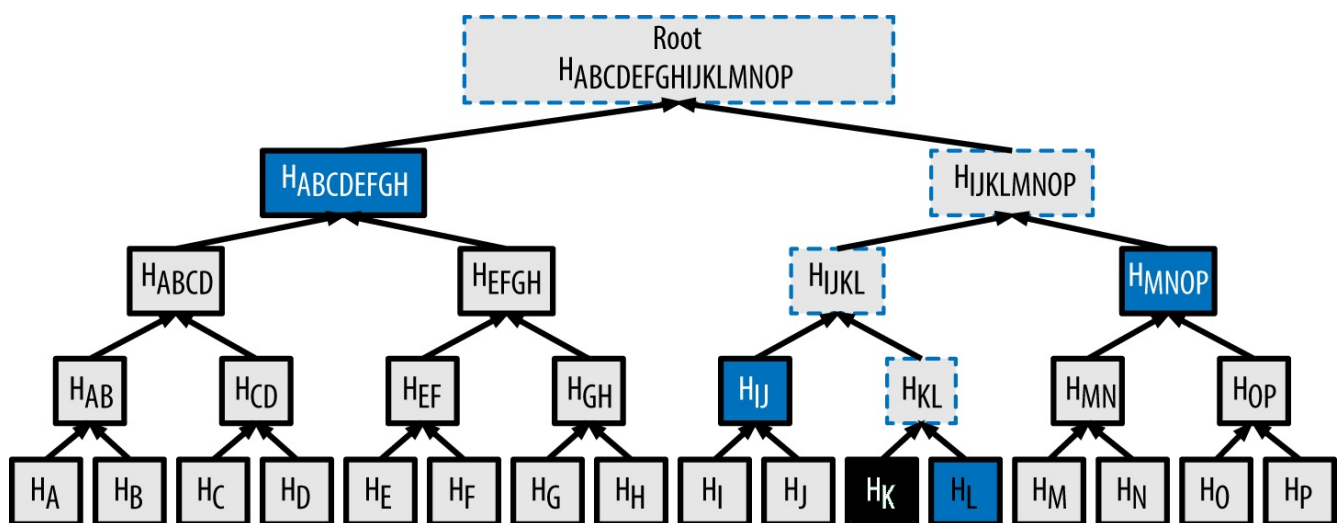 Root
HABCDEFGHIJKLMNOP
HABCDEFGH
HIJKLMNOP
HABCD
HEFGH
HIJKL
HMNOP
HAB
HCD
HEF
HGH
HIJ
HKL
HMN
HOP
HA
HB
HC
HD
HE
HF
HG
HH
HI
HJ
HK
HL
HM
HN
HO
HP